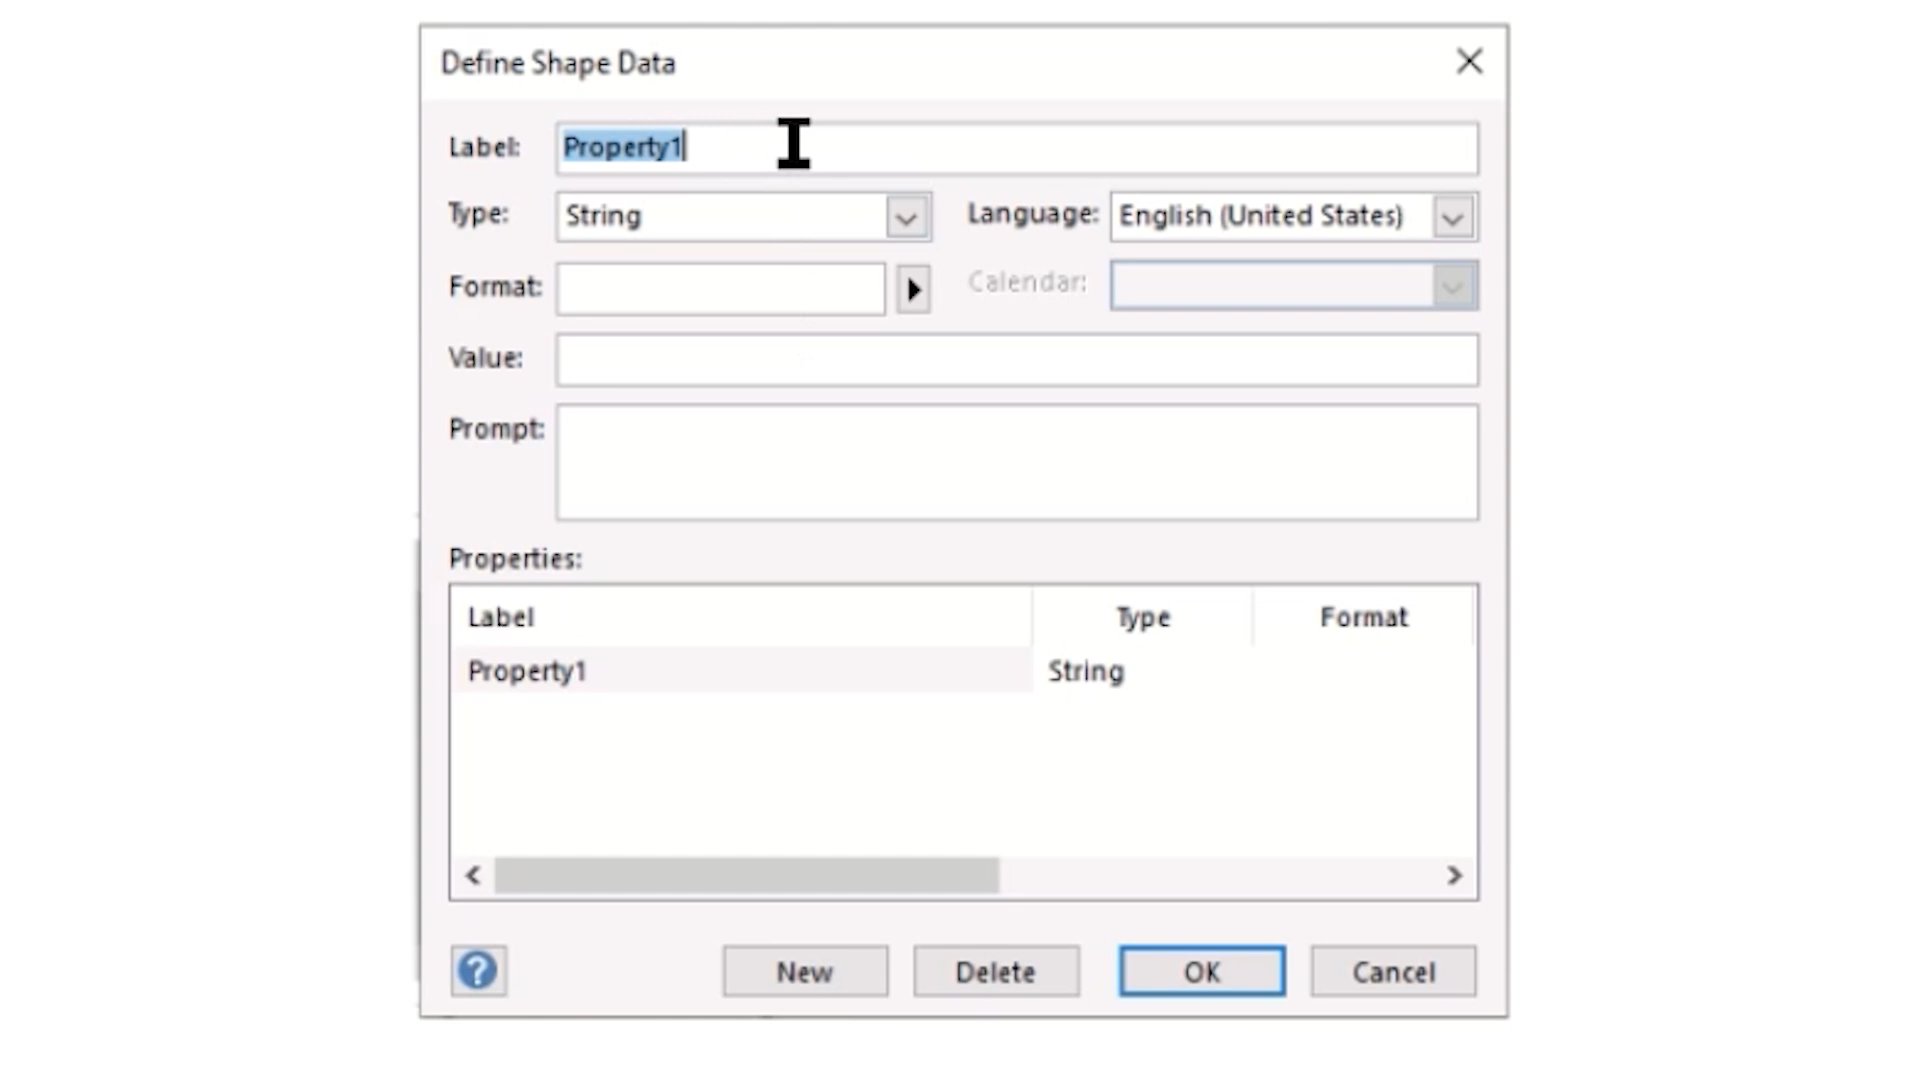 Define Shape Data
Label: Property1
Type: String Language: English (United States)
Format: Calendar:
Value:
Prompt:
Properties:
Label Type Format
Property1 String
? New Delete OK Cancel